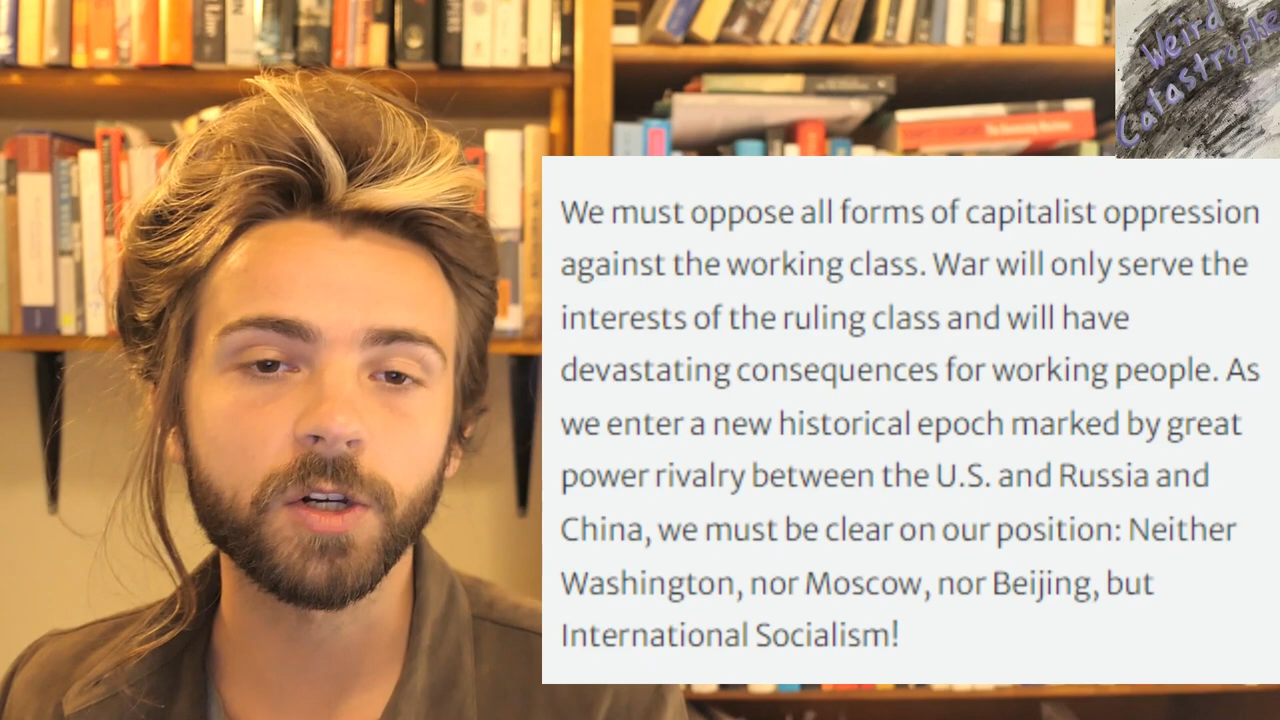 Weird
Catastrophe
We must oppose all forms of capitalist oppression
against the working class. War will only serve the
interests of the ruling class and will have
devastating consequences for working people. As
we enter a new historical epoch marked by great
power rivalry between the U.S. and Russia and
China, we must be clear on our position: Neither
Washington, nor Moscow, nor Beijing, but
International Socialism!